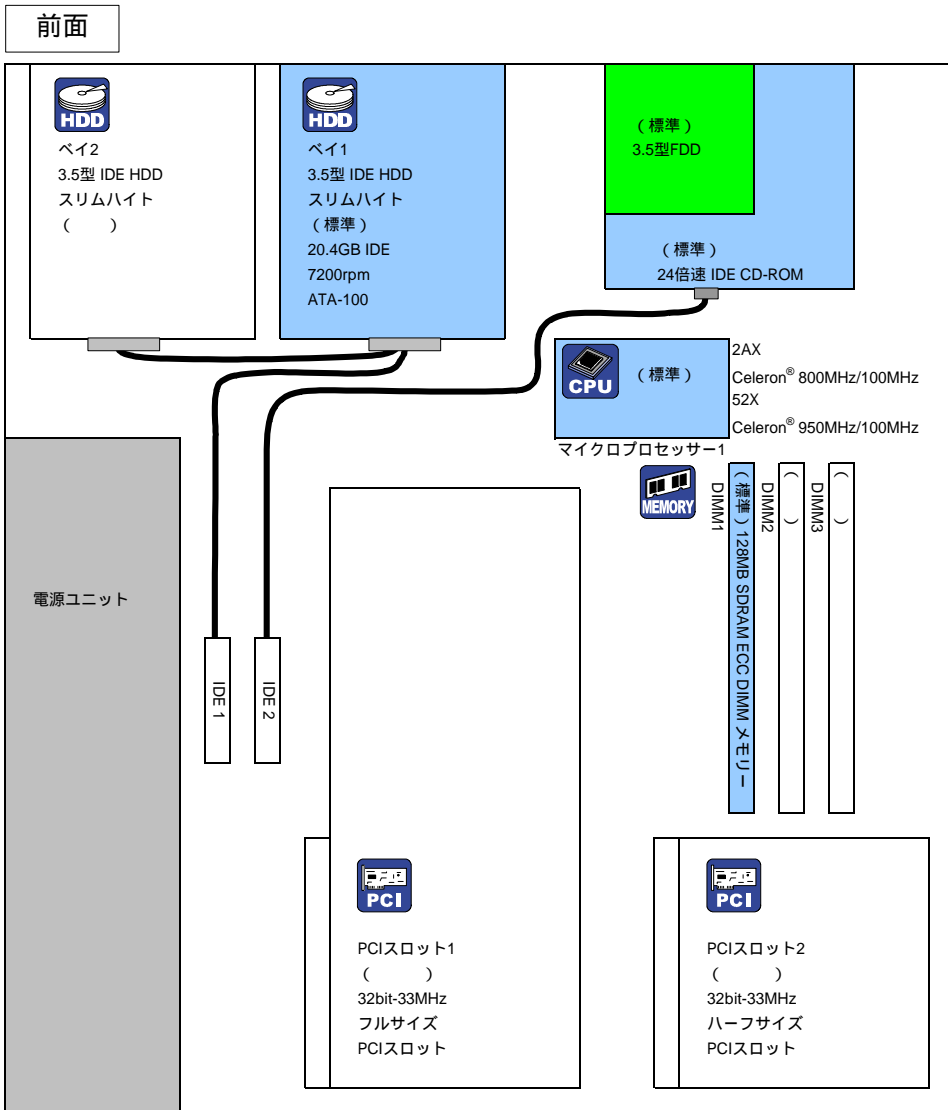 前面
HDD
ベイ2
3.5型 IDE HDD
スリムハイト
(　　)
HDD
ベイ1
3.5型 IDE HDD
スリムハイト
(標準)
20.4GB IDE
7200rpm
ATA-100
(標準)
3.5型FDD
(標準)
24倍速 IDE CD-ROM
CPU
(標準)
2AX
Celeron® 800MHz/100MHz
52X
Celeron® 950MHz/100MHz
マイクロプロセッサー1
MEMORY
DIMM1
(標準) 128MB SDRAM ECC DIMM メモリー
DIMM2
(　　)
DIMM3
(　　)
電源ユニット
IDE 1
IDE 2
PCI
PCIスロット1
(　　　)
32bit-33MHz
フルサイズ
PCIスロット
PCI
PCIスロット2
(　　　)
32bit-33MHz
ハーフサイズ
PCIスロット